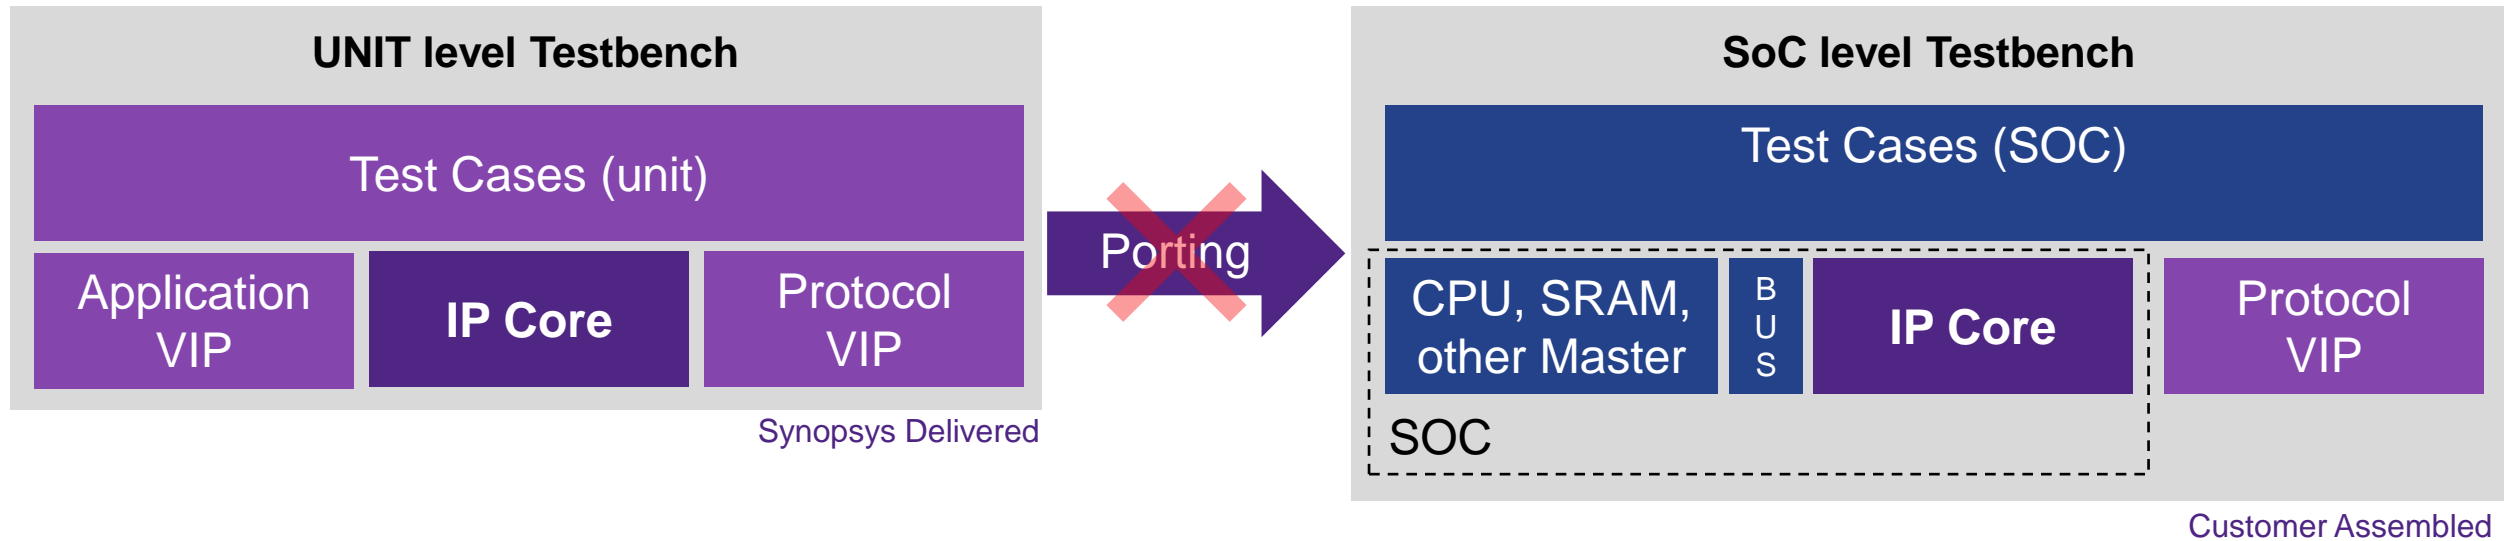 UNIT level Testbench
Test Cases (unit)
Application
VIP
IP Core
Protocol
VIP
Synopsys Delivered
Porting
SoC level Testbench
Test Cases (SOC)
CPU, SRAM,
other Master
B
U
S
IP Core
Protocol
VIP
SOC
Customer Assembled